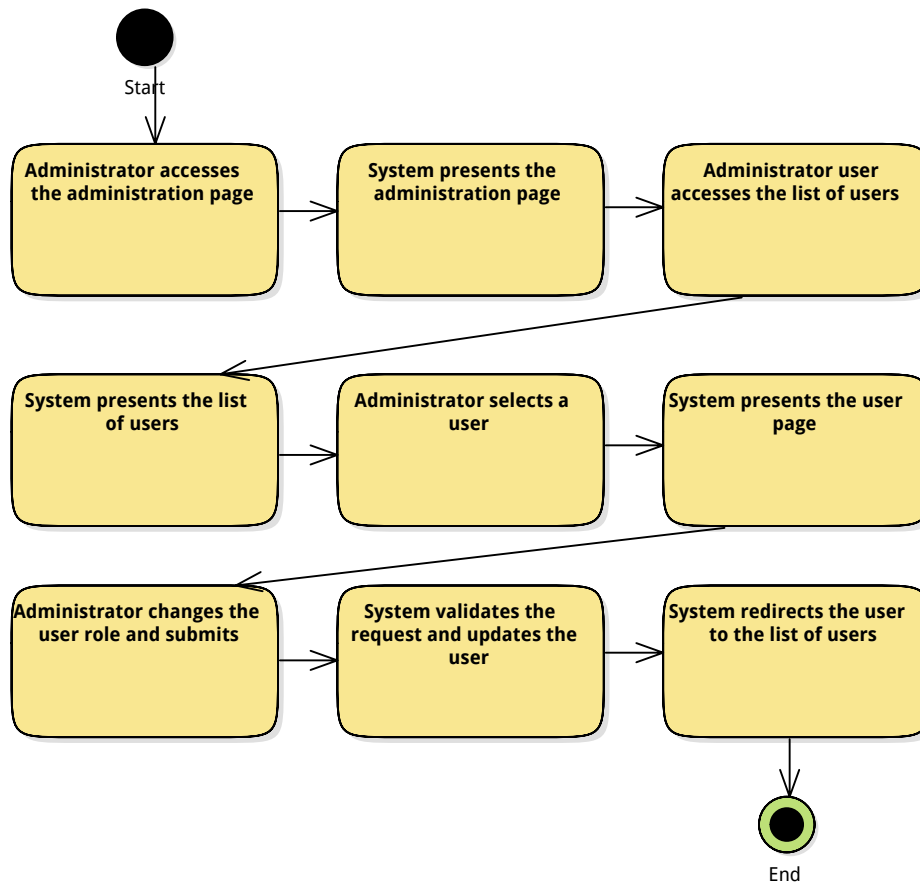 Start
Administrator accesses
the administration page
System presents the
administration page
Administrator user
accesses the list of users
System presents the list
of users
Administrator selects a
user
System presents the user
page
Administrator changes the
user role and submits
System validates the
request and updates the
user
System redirects the user
to the list of users
End